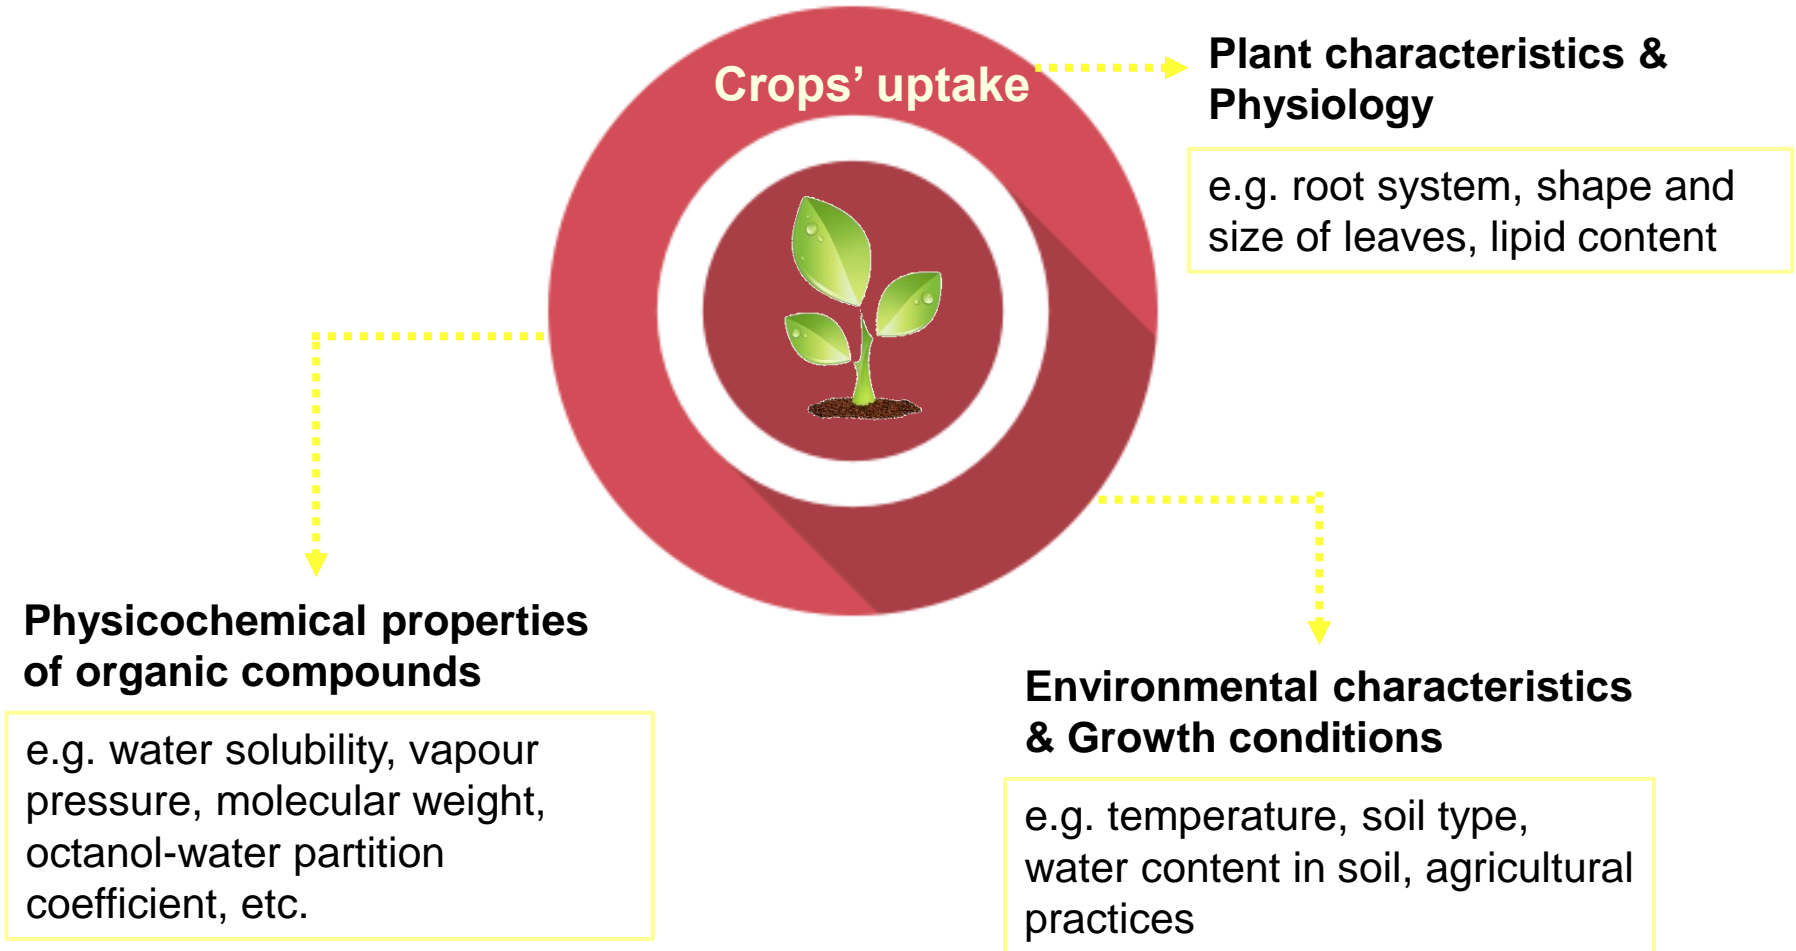 Crops’ uptake
Plant characteristics &
Physiology
e.g. root system, shape and
size of leaves, lipid content
Physicochemical properties
of organic compounds
e.g. water solubility, vapour
pressure, molecular weight,
octanol-water partition
coefficient, etc.
Environmental characteristics
& Growth conditions
e.g. temperature, soil type,
water content in soil, agricultural
practices